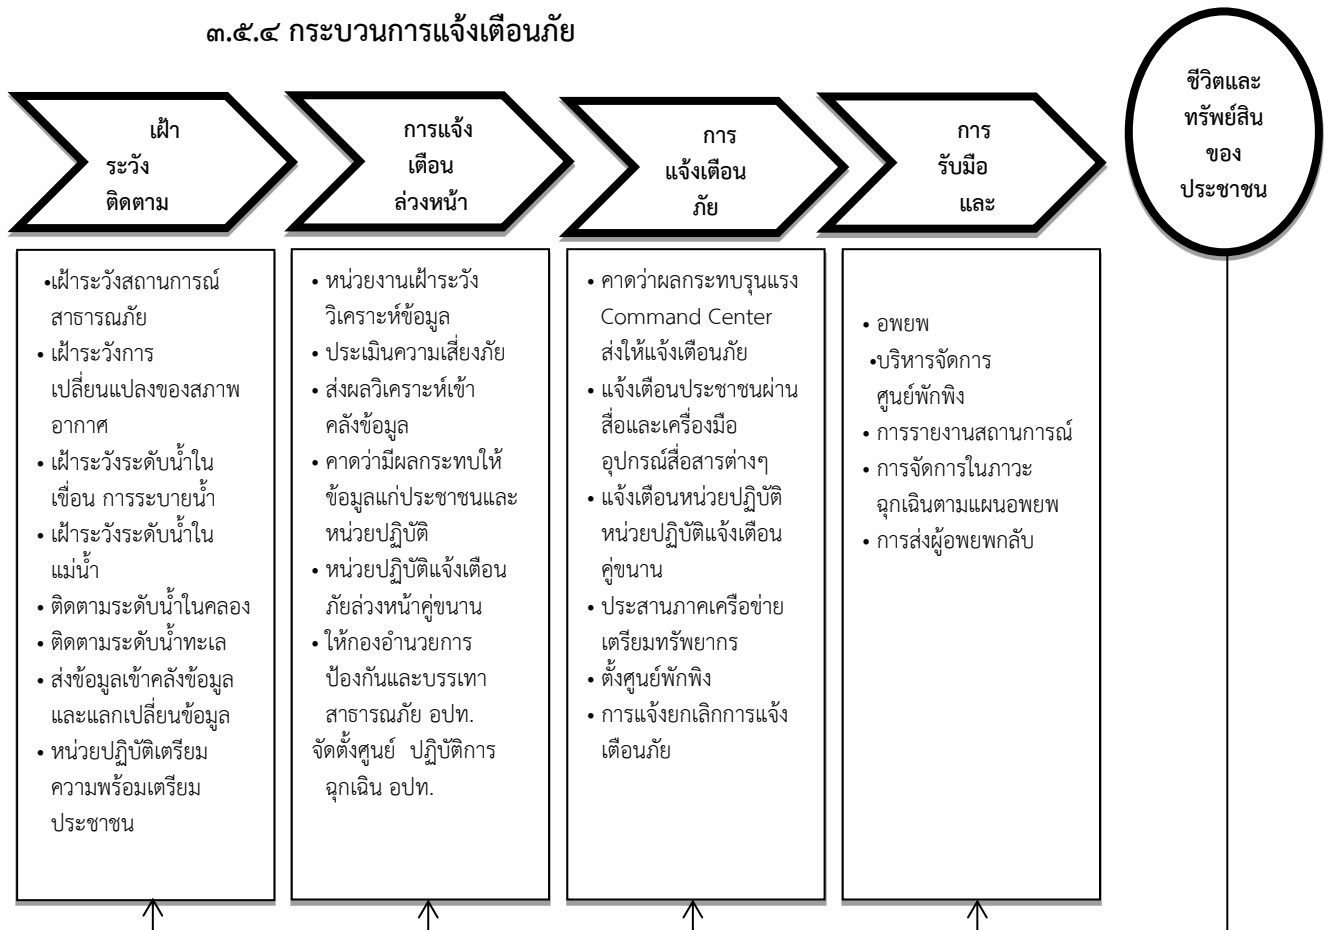 ๓.๕.๔ กระบวนการแจ้งเตือนภัย
เฝ้า
ระวัง
ติดตาม
การแจ้ง
เตือน
ล่วงหน้า
การ
แจ้งเตือน
ภัย
การ
รับมือ
และ
ชีวิตและ
ทรัพย์สิน
ของ
ประชาชน
•เฝ้าระวังสถานการณ์
สาธารณภัย
• เฝ้าระวังการ
เปลี่ยนแปลงของสภาพ
อากาศ
• เฝ้าระวังระดับน้ำใน
เขื่อน การระบายน้ำ
• เฝ้าระวังระดับน้ำใน
แม่น้ำ
• ติดตามระดับน้ำในคลอง
• ติดตามระดับน้ำทะเล
• ส่งข้อมูลเข้าคลังข้อมูล
และแลกเปลี่ยนข้อมูล
• หน่วยปฏิบัติเตรียม
ความพร้อมเตรียม
ประชาชน
• หน่วยงานเฝ้าระวัง
วิเคราะห์ข้อมูล
• ประเมินความเสี่ยงภัย
• ส่งผลวิเคราะห์เข้า
คลังข้อมูล
• คาดว่ามีผลกระทบให้
ข้อมูลแก่ประชาชนและ
หน่วยปฏิบัติ
• หน่วยปฏิบัติแจ้งเตือน
ภัยล่วงหน้าคู่ขนาน
• ให้กองอำนวยการ
ป้องกันและบรรเทา
สาธารณภัย อปท.
จัดตั้งศูนย์ ปฏิบัติการ
ฉุกเฉิน อปท.
• คาดว่าผลกระทบรุนแรง
Command Center
ส่งให้แจ้งเตือนภัย
• แจ้งเตือนประชาชนผ่าน
สื่อและเครื่องมือ
อุปกรณ์สื่อสารต่างๆ
• แจ้งเตือนหน่วยปฏิบัติ
หน่วยปฏิบัติแจ้งเตือน
คู่ขนาน
• ประสานภาคเครือข่าย
เตรียมทรัพยากร
• ตั้งศูนย์พักพิง
• การแจ้งยกเลิกการแจ้ง
เตือนภัย
• อพยพ
•บริหารจัดการ
ศูนย์พักพิง
• การรายงานสถานการณ์
• การจัดการในภาวะ
ฉุกเฉินตามแผนอพยพ
• การส่งผู้อพยพกลับ